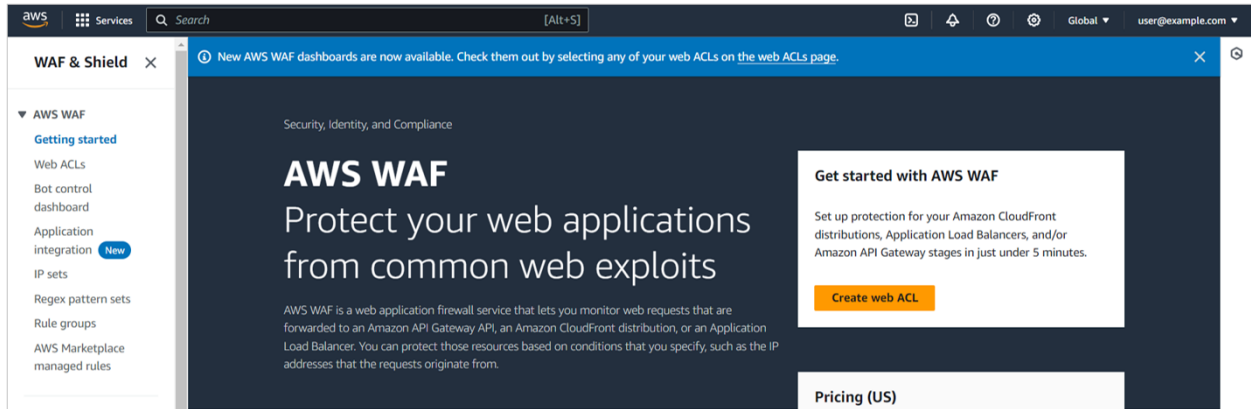 aws
Services
Search
[Alt+S]
Global
user@example.com
WAF & Shield
New AWS WAF dashboards are now available. Check them out by selecting any of your web ACLs on the web ACLs page.
AWS WAF
Getting started
Web ACLs
Bot control
dashboard
Application
integration New
IP sets
Regex pattern sets
Rule groups
AWS Marketplace
managed rules
Security, Identity, and Compliance
AWS WAF
Protect your web applications
from common web exploits
AWS WAF is a web application firewall service that lets you monitor web requests that are
forwarded to an Amazon API Gateway API, an Amazon CloudFront distribution, or an Application
Load Balancer. You can protect those resources based on conditions that you specify, such as the IP
addresses that the requests originate from.
Get started with AWS WAF
Set up protection for your Amazon CloudFront
distributions, Application Load Balancers, and/or
Amazon API Gateway stages in just under 5 minutes.
Create web ACL
Pricing (US)